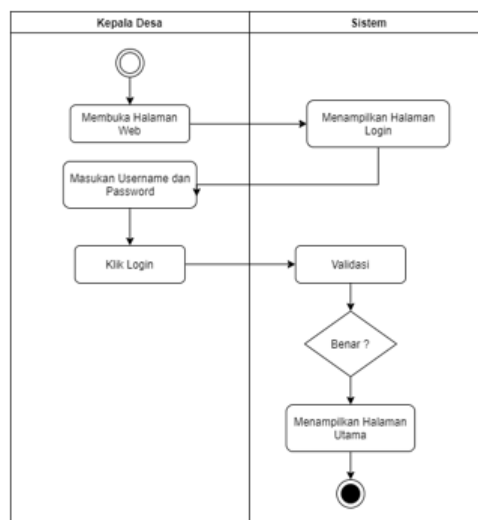 Kepala Desa
Sistem
Membuka Halaman
Web
Menampilkan Halaman
Login
Masukan Username dan
Password
Klik Login
Validasi
Benar ?
Menampilkan Halaman
Utama